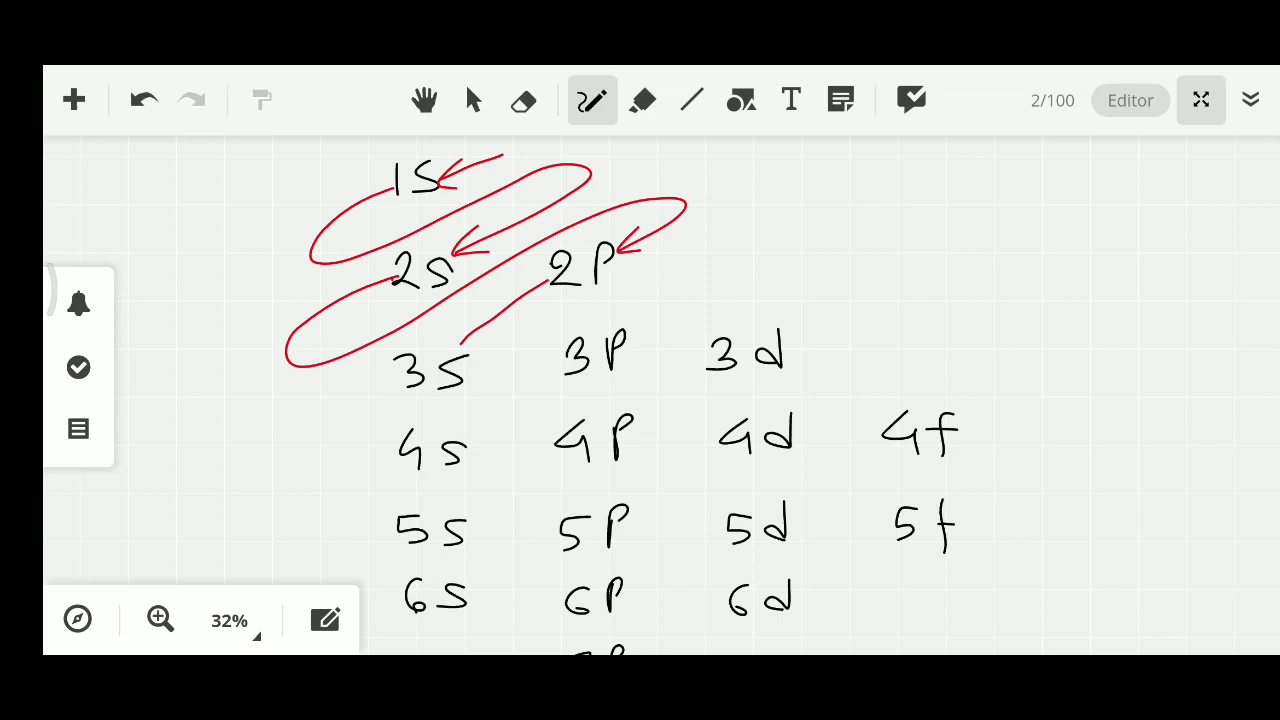 2/100 Editor
1S
2s 2P
3s 3P 3d
4s 4P 4d 4f
5s 5P 5d 5f
6s 6P 6d
32%